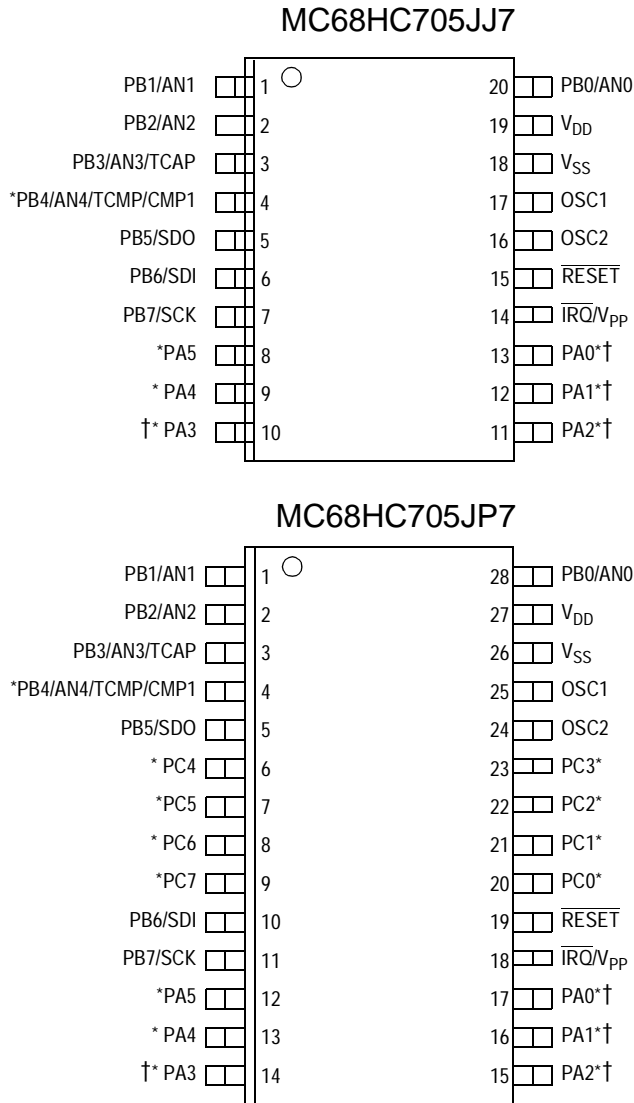 MC68HC705JJ7
PB1/AN1 1 20 PB0/AN0
PB2/AN2 2 19 VDD
PB3/AN3/TCAP 3 18 VSS
*PB4/AN4/TCMP/CMP1 4 17 OSC1
PB5/SDO 5 16 OSC2
PB6/SDI 6 15 RESET
PB7/SCK 7 14 IRQ/VPP
*PA5 8 13 PA0*†
* PA4 9 12 PA1*†
†* PA3 10 11 PA2*†
MC68HC705JP7
PB1/AN1 1 28 PB0/AN0
PB2/AN2 2 27 VDD
PB3/AN3/TCAP 3 26 VSS
*PB4/AN4/TCMP/CMP1 4 25 OSC1
PB5/SDO 5 24 OSC2
* PC4 6 23 PC3*
*PC5 7 22 PC2*
* PC6 8 21 PC1*
*PC7 9 20 PC0*
PB6/SDI 10 19 RESET
PB7/SCK 11 18 IRQ/VPP
*PA5 12 17 PA0*†
* PA4 13 16 PA1*†
†* PA3 14 15 PA2*†